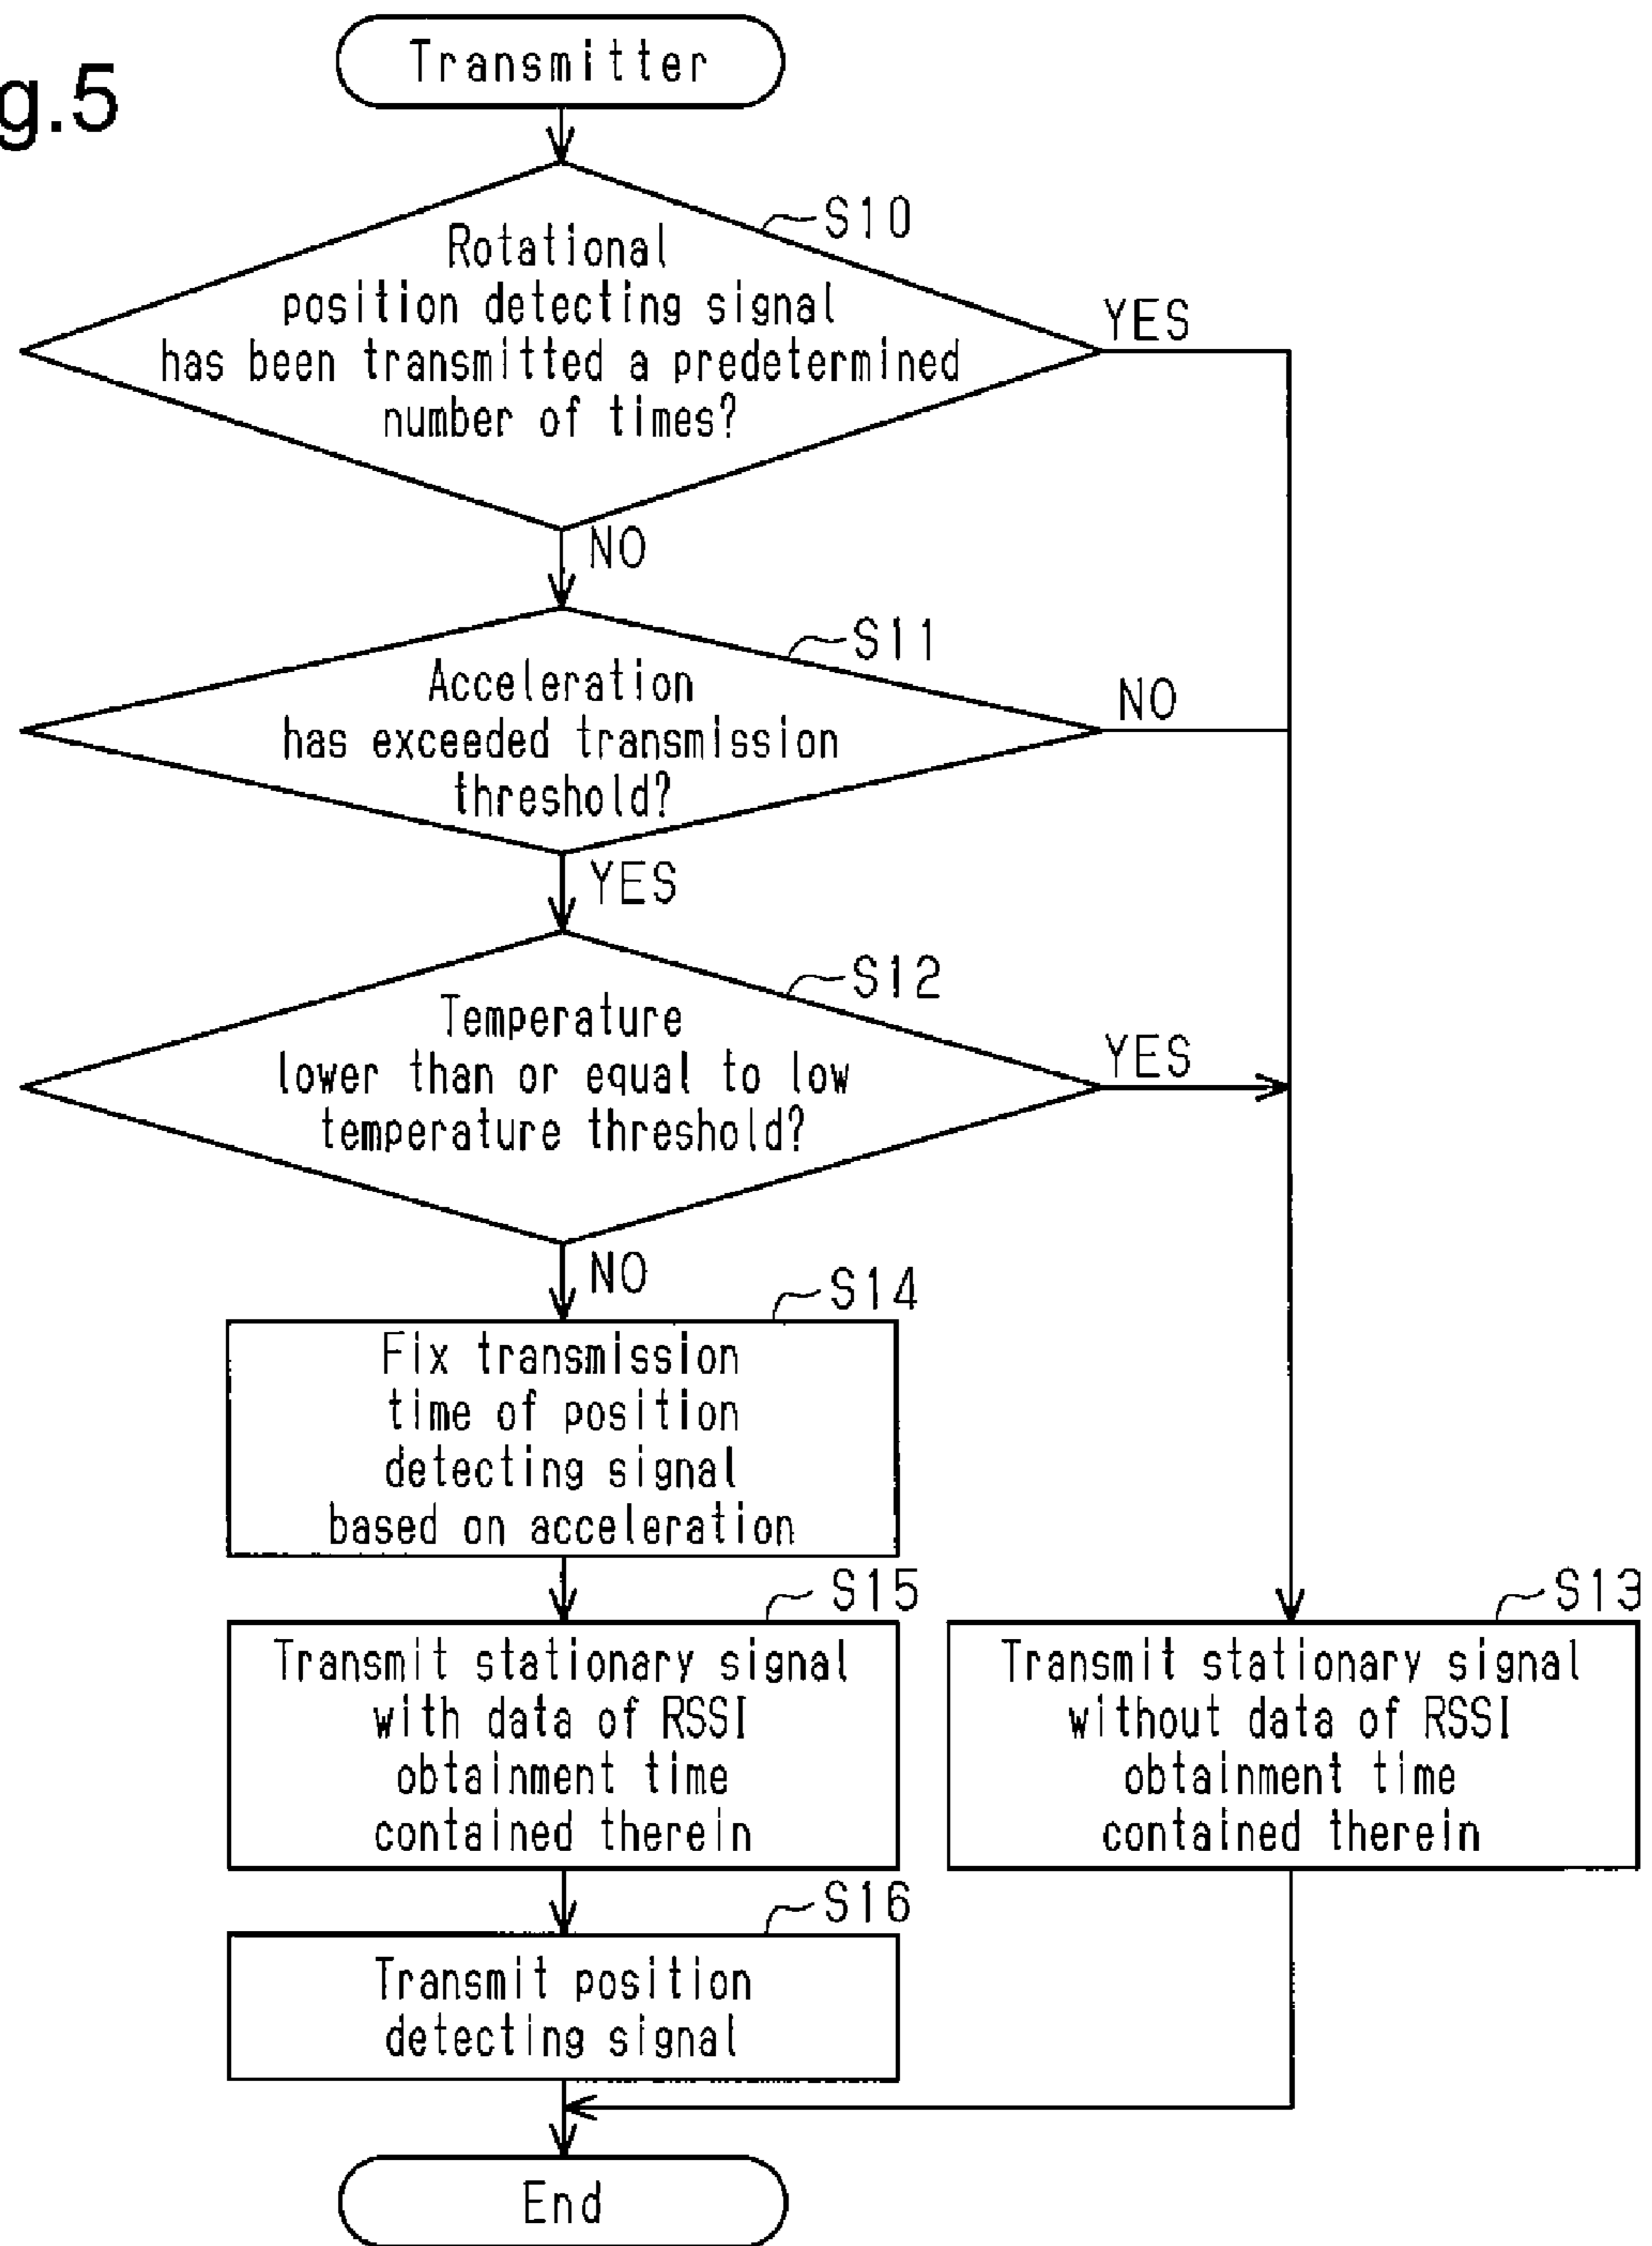 g.5
Transmitter
S10
Rotational
position detecting signal
has been transmitted a predetermined
number of times?
YES
NO
S11
Acceleration
has exceeded transmission
threshold?
NO
YES
S12
Temperature
lower than or equal to low
temperature threshold?
YES
NO
S14
Fix transmission
time of position
detecting signal
based on acceleration
S15
Transmit stationary signal
with data of RSSI
obtainment time
contained therein
S13
Transmit stationary signal
without data of RSSI
obtainment time
contained therein
S16
Transmit position
detecting signal
End